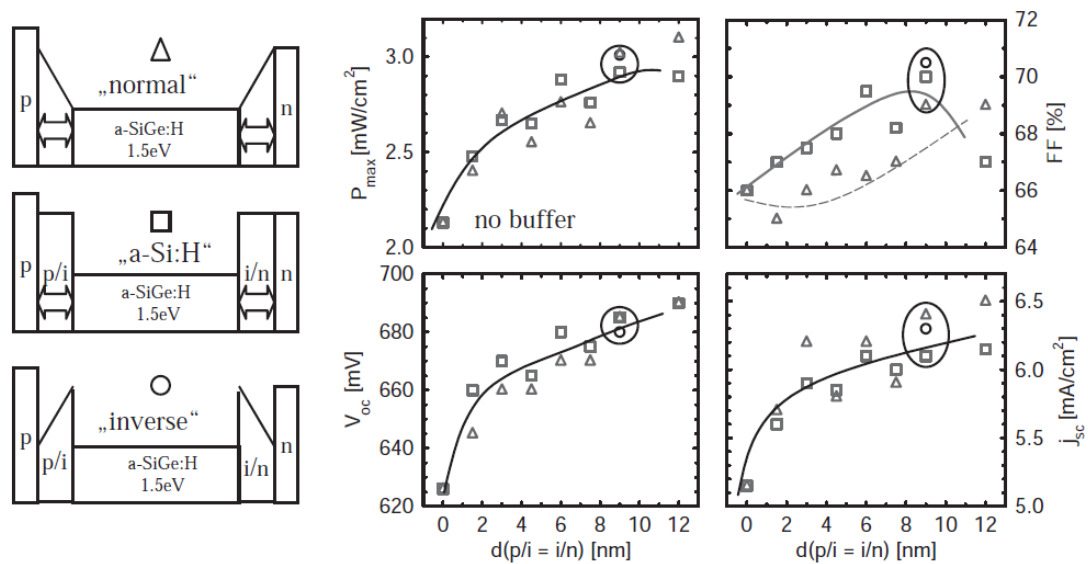 „normal“
p
n
a-SiGe:H
1.5eV
„a-Si:H“
p
p/i
i/n
n
a-SiGe:H
1.5eV
„inverse“
p
p/i
i/n
n
a-SiGe:H
1.5eV
P_max [mW/cm²]
3.0
2.5
2.0
no buffer
72
70
68
66
64
FF [%]
V_oc [mV]
700
680
660
640
620
0 2 4 6 8 10 12
d(p/i = i/n) [nm]
6.5
6.0
5.5
5.0
j_sc [mA/cm²]
0 2 4 6 8 10 12
d(p/i = i/n) [nm]